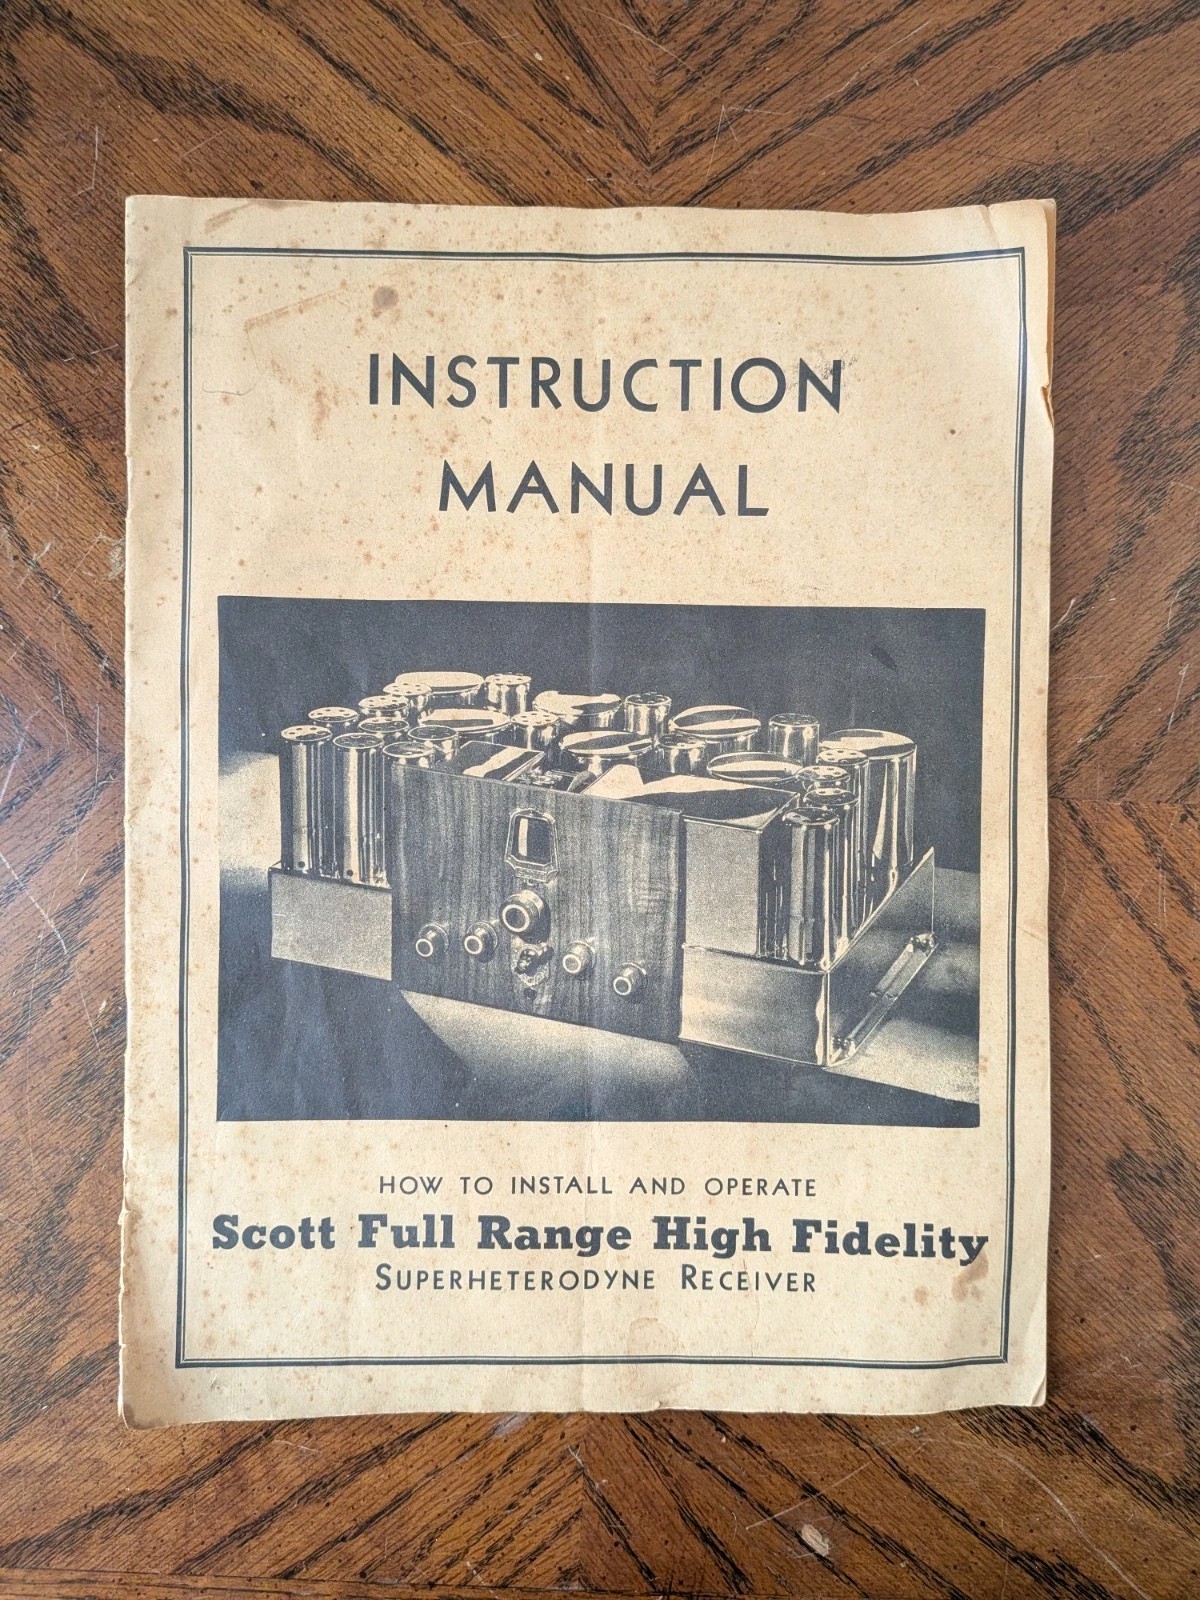 INSTRUCTION
MANUAL
HOW TO INSTALL AND OPERATE
Scott Full Range High Fidelity
SUPERHETERODYNE RECEIVER